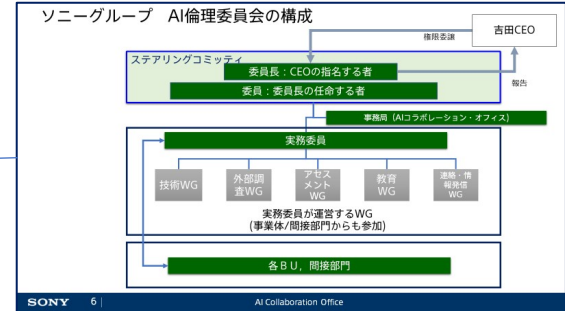 ソニーグループ AI倫理委員会の構成
吉田CEO
権限委譲
報告
ステアリングコミッティ
委員長：CEOの指名する者
委員：委員長の任命する者
事務局（AIコラボレーション・オフィス）
実務委員
技術WG
外部調
査WG
アセス
メント
WG
教育
WG
連絡・情
報発信
WG
実務委員が運営するWG
(事業体/間接部門からも参加)
各ＢＵ，間接部門
SONY 6 | AI Collaboration Office